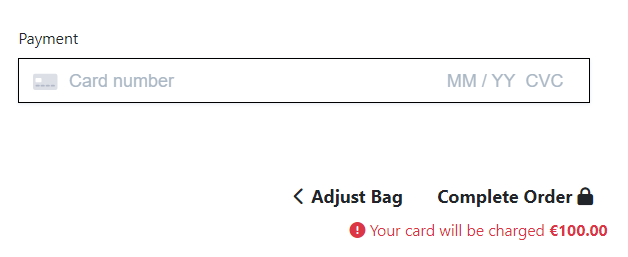 Payment
Card number MM / YY CVC
Adjust Bag Complete Order
Your card will be charged €100.00